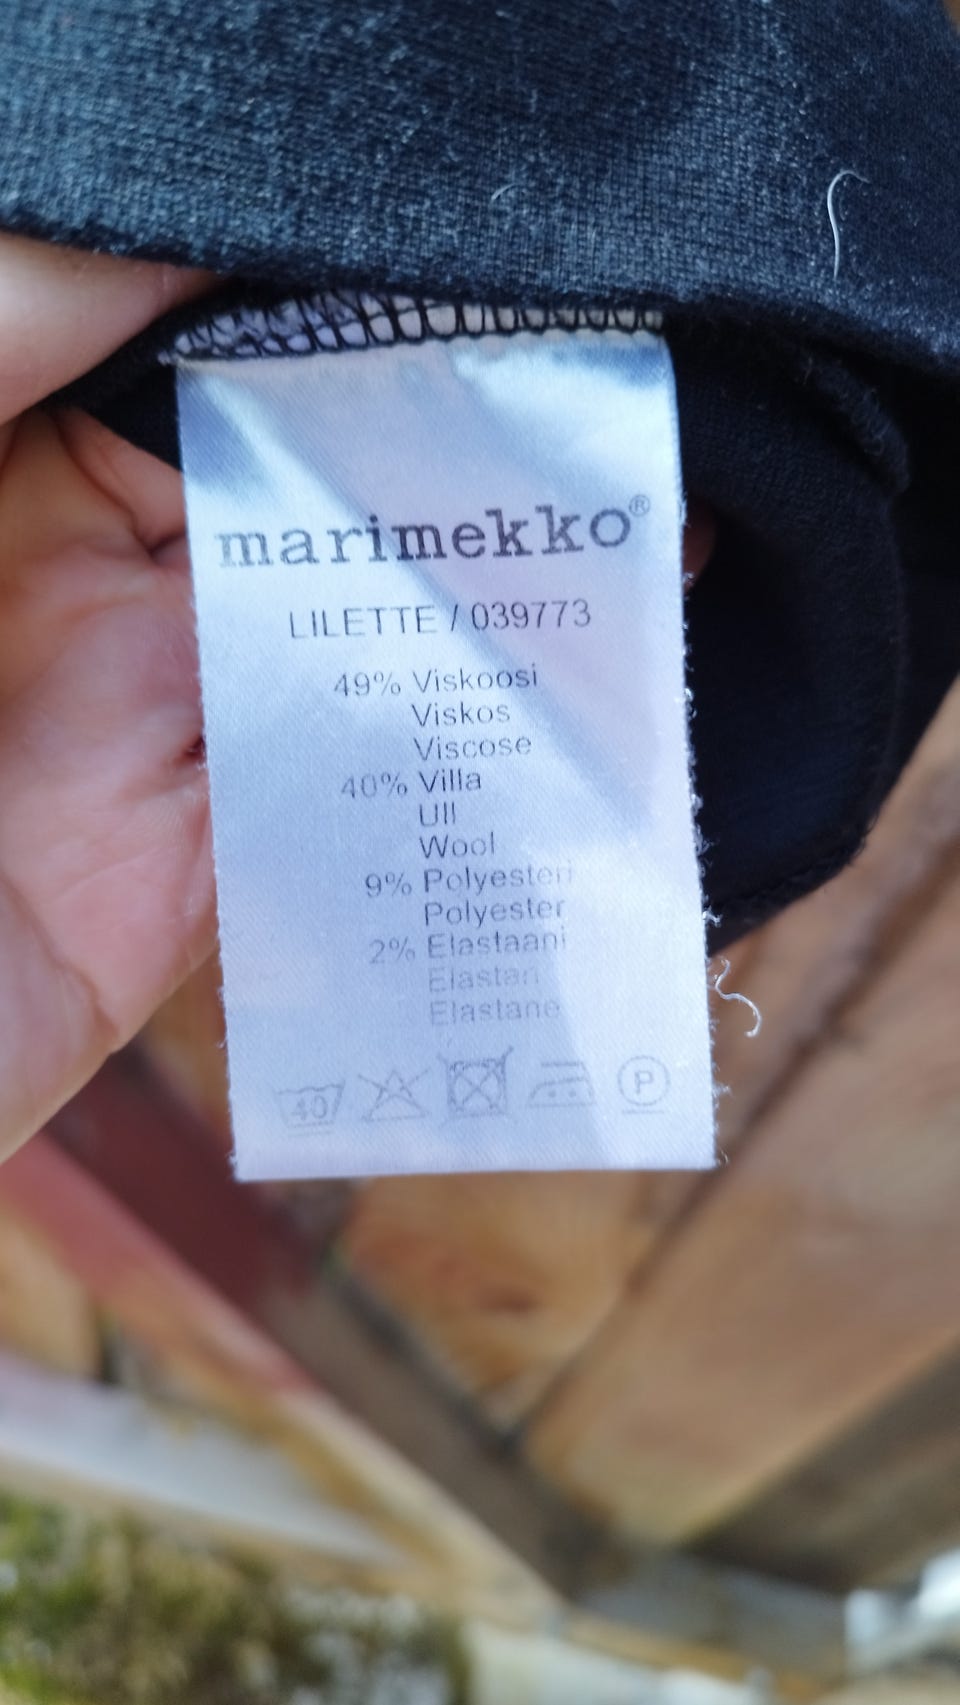 marimekko®
LILETTE / 039773
49% Viskoosi
Viskos
Viscose
40% Villa
Ull
Wool
9% Polyesteri
Polyester
2% Elastaani
Elastan
Elastane
40 P